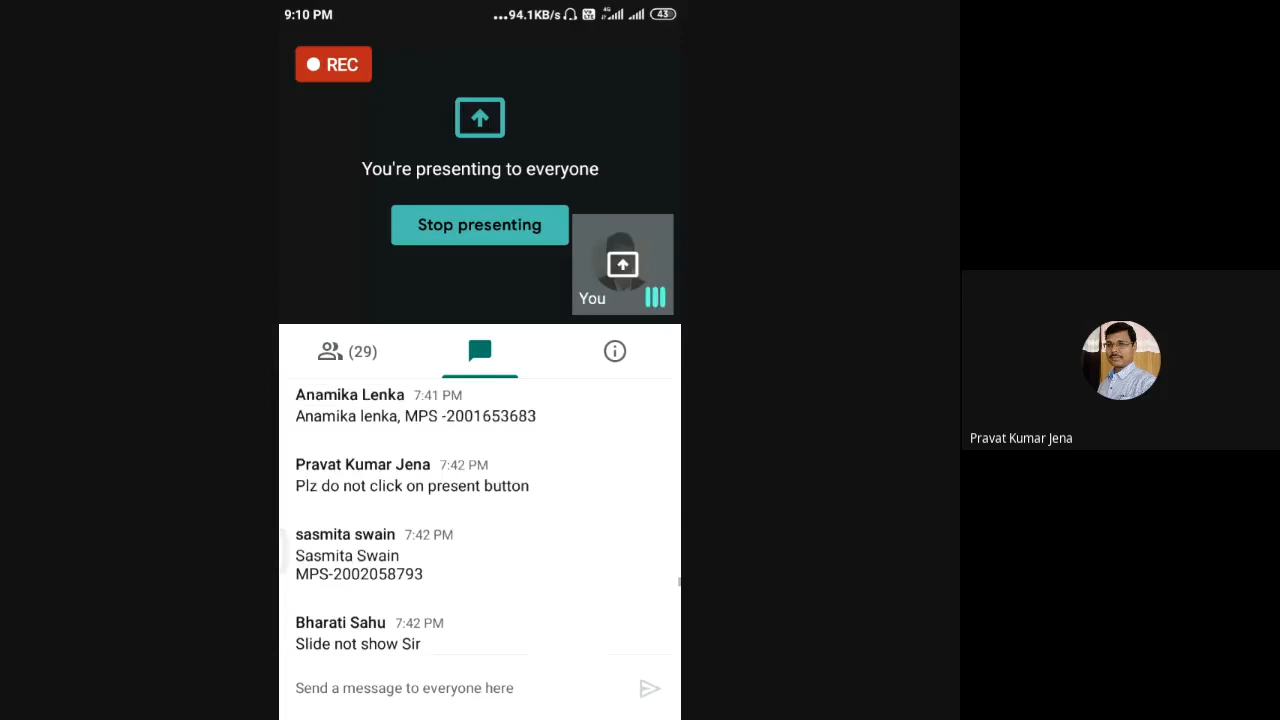 9:10 PM
...94.1KB/s
4G
43
REC
You're presenting to everyone
Stop presenting
You
(29)
Anamika Lenka 7:41 PM
Anamika lenka, MPS -2001653683
Pravat Kumar Jena 7:42 PM
Plz do not click on present button
sasmita swain 7:42 PM
Sasmita Swain
MPS-2002058793
Bharati Sahu 7:42 PM
Slide not show Sir
Send a message to everyone here
Pravat Kumar Jena